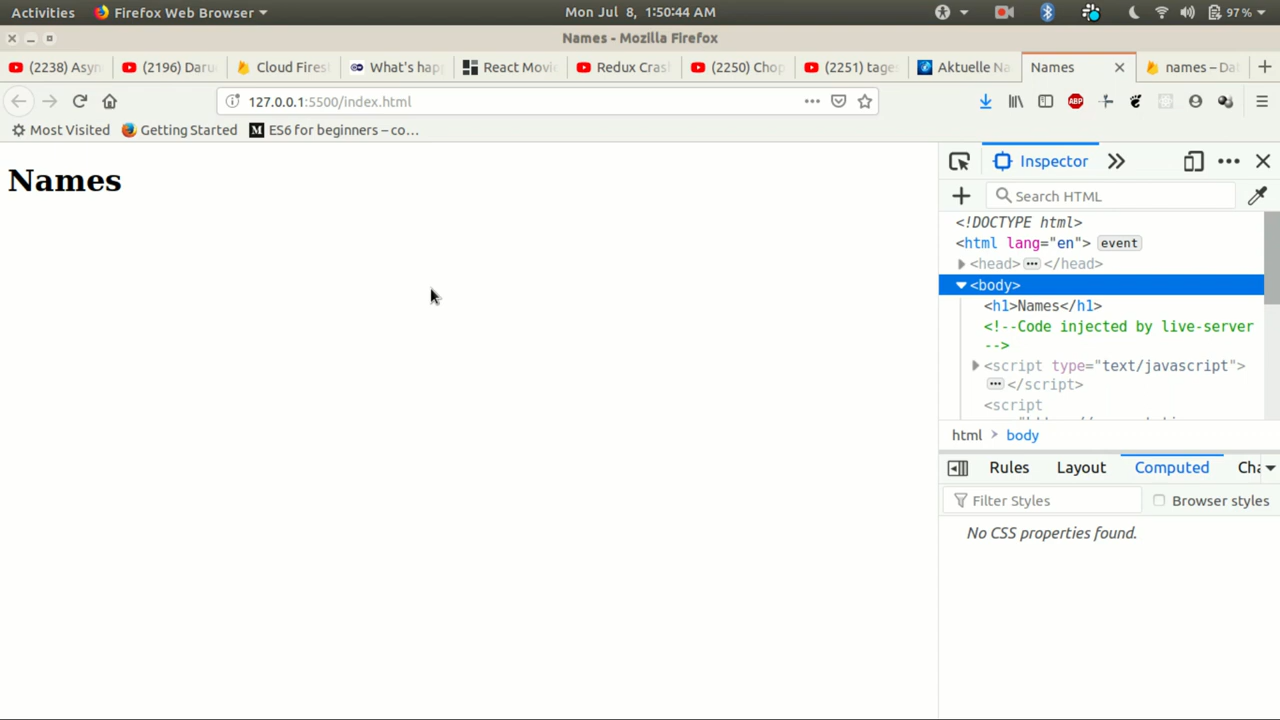 Activities Firefox Web Browser Mon Jul 8, 1:50:44 AM 97%
Names - Mozilla Firefox
(2238) Asyn (2196) Daru Cloud Firest What's hap React Movi Redux Cras (2250) Chop (2251) tage Aktuelle Na Names names – Da
127.0.0.1:5500/index.html ABP
Most Visited Getting Started M ES6 for beginners – co…
Names
Inspector
Search HTML
<!DOCTYPE html>
<html lang="en"> event
<head> </head>
<body>
<h1>Names</h1>
<!--Code injected by live-server
-->
<script type="text/javascript">
</script>
<script
html > body
Rules Layout Computed Cha
Filter Styles Browser styles
No CSS properties found.